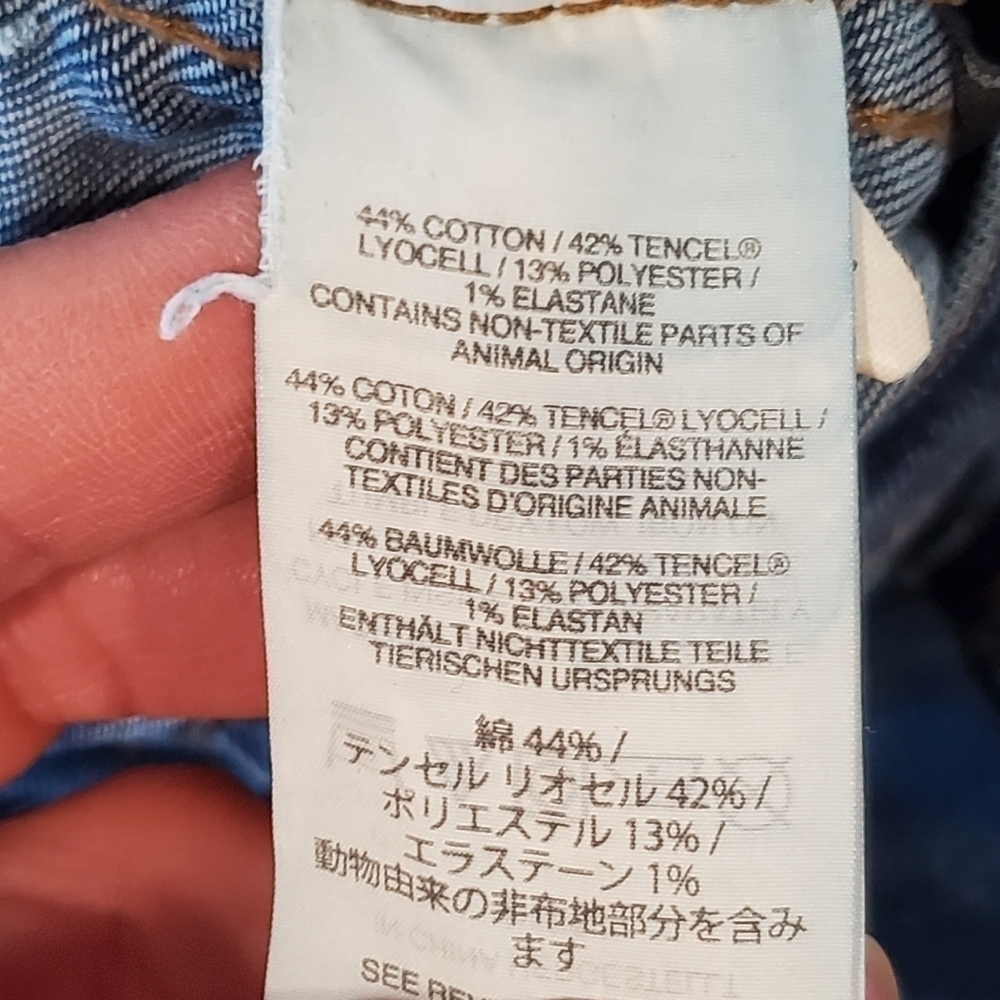 44% COTTON / 42% TENCEL®
LYOCELL / 13% POLYESTER /
1% ELASTANE
CONTAINS NON-TEXTILE PARTS OF
ANIMAL ORIGIN
44% COTON / 42% TENCEL® LYOCELL /
13% POLYESTER / 1% ÉLASTHANNE
CONTIENT DES PARTIES NON-
TEXTILES D'ORIGINE ANIMALE
44% BAUMWOLLE / 42% TENCEL®
LYOCELL / 13% POLYESTER /
1% ELASTAN
ENTHÄLT NICHTTEXTILE TEILE
TIERISCHEN URSPRUNGS
綿 44% /
テンセル リオセル 42% /
ポリエステル 13% /
エラステーン 1%
動物由来の非布地部分を含み
ます
SEE